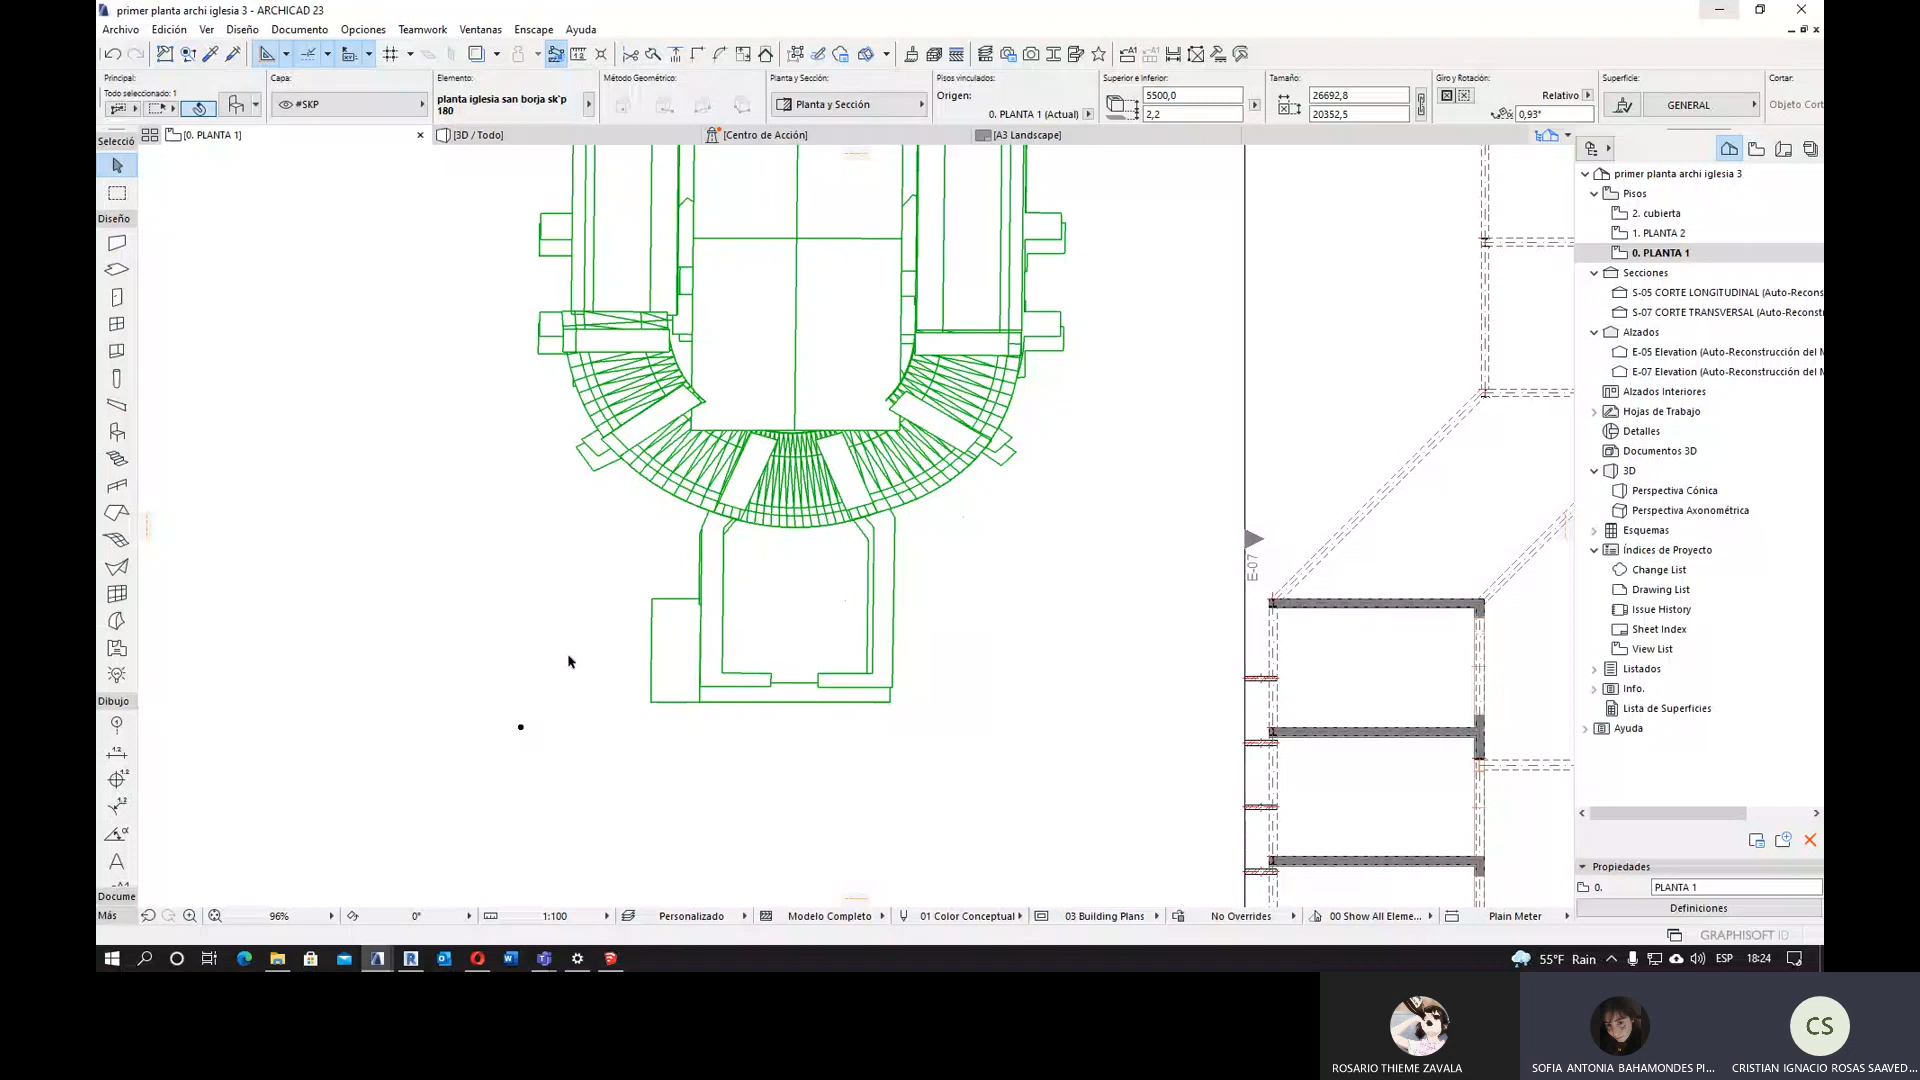 primer planta archi iglesia 3 - ARCHICAD 23
Archivo Edición Ver Diseño Documento Opciones Teamwork Ventanas Enscape Ayuda
Principal: Capa: Elemento: Método Geometrico: Planta y Sección: Pisos vinculados: Superior e Inferior: Tamaño: Giro y Rotación: Superficie: Cortar:
Todo seleccionado: 1
#SKP
planta iglesia san borja sk`p
180
Planta y Sección
Origen:
0. PLANTA 1 (Actual)
5500,0
2,2
26692,8
20352,5
Relativo
0,93°
GENERAL
Objeto Cort
Selecció
[0. PLANTA 1]
[3D / Todo]
[Centro de Acción]
[A3 Landscape]
Diseño
Dibujo
Docume
Más
E-07
primer planta archi iglesia 3
Pisos
2. cubierta
1. PLANTA 2
0. PLANTA 1
Secciones
S-05 CORTE LONGITUDINAL (Auto-Recons
S-07 CORTE TRANSVERSAL (Auto-Reconstr
Alzados
E-05 Elevation (Auto-Reconstrucción del M
E-07 Elevation (Auto-Reconstrucción del M
Alzados Interiores
Hojas de Trabajo
Detalles
Documentos 3D
3D
Perspectiva Cónica
Perspectiva Axonométrica
Esquemas
Índices de Proyecto
Change List
Drawing List
Issue History
Sheet Index
View List
Listados
Info.
Lista de Superficies
Ayuda
Propiedades
0. PLANTA 1
Definiciones
96% 0° 1:100 Personalizado Modelo Completo 01 Color Conceptual 03 Building Plans No Overrides 00 Show All Eleme... Plain Meter
GRAPHISOFT ID
55°F Rain ESP 18:24
CS
ROSARIO THIEME ZAVALA
SOFIA ANTONIA BAHAMONDES PI...
CRISTIAN IGNACIO ROSAS SAAVED...